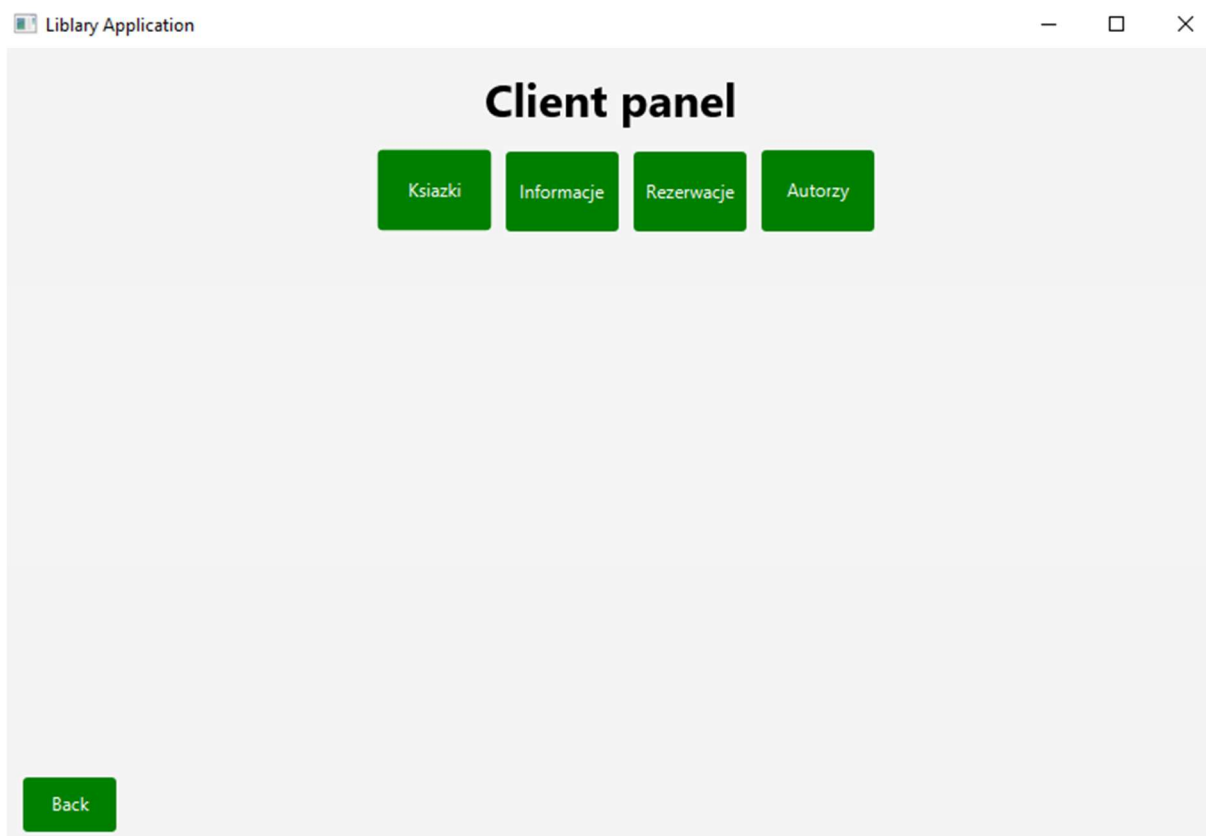 Liblary Application
Client panel
Ksiazki Informacje Rezerwacje Autorzy
Back